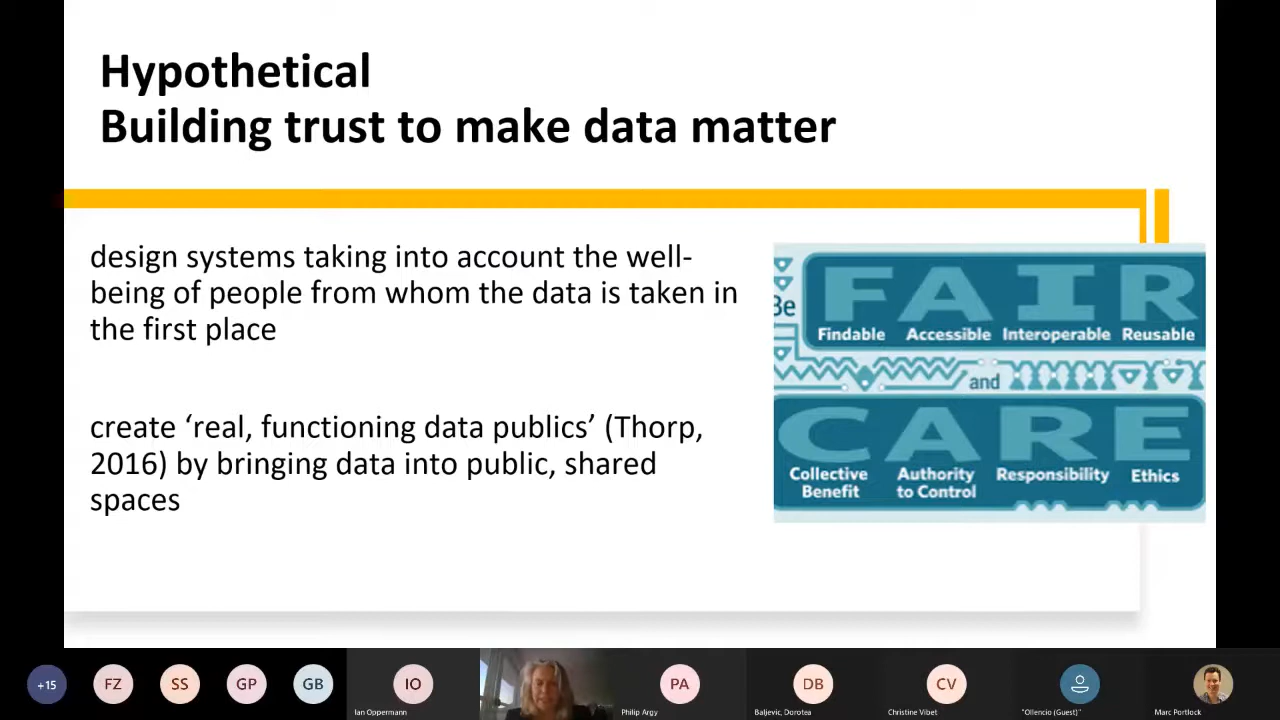 Hypothetical
Building trust to make data matter
design systems taking into account the well-
being of people from whom the data is taken in
the first place
create ‘real, functioning data publics’ (Thorp,
2016) by bringing data into public, shared
spaces
Be
FAIR
Findable Accessible Interoperable Reusable
and
CARE
Collective Benefit Authority to Control Responsibility Ethics
+15 FZ SS GP GB IO PA DB CV
Ian Oppermann Philip Argy Baljevic, Dorotea Christine Vibet "Ollencio (Guest)" Marc Portlock